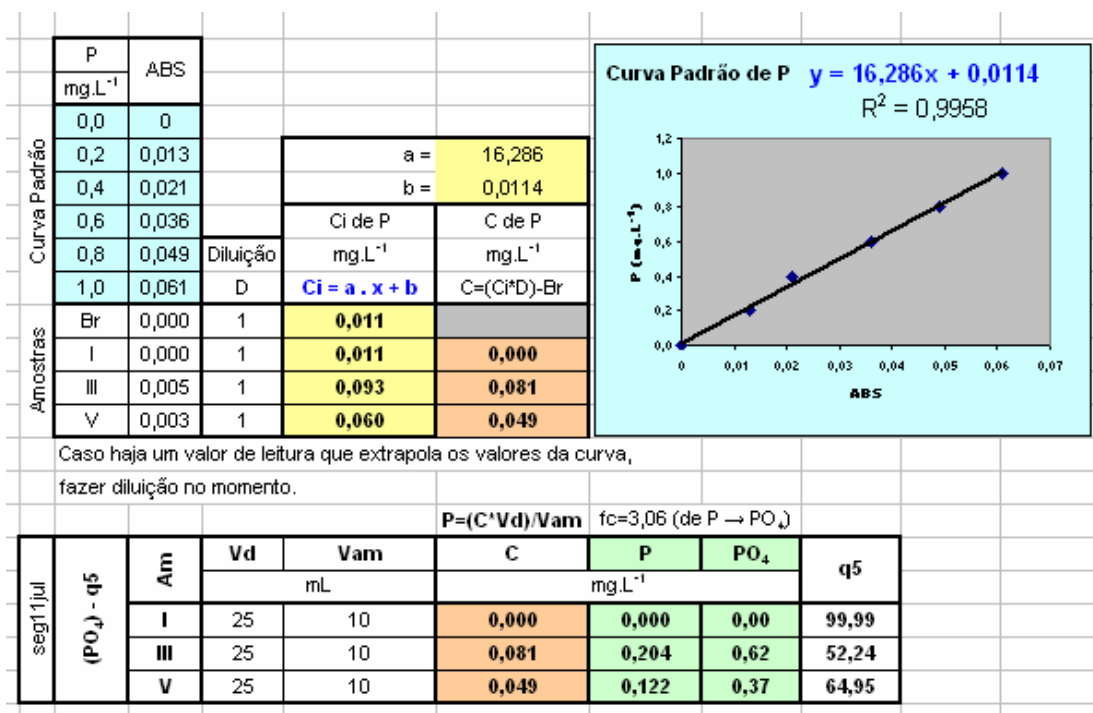 P ABS
mg.L⁻¹
Curva Padrão
0,0 0
0,2 0,013
0,4 0,021
0,6 0,036
0,8 0,049
1,0 0,061
a = 16,286
b = 0,0114
Ci de P C de P
Diluição mg.L⁻¹ mg.L⁻¹
D Ci = a . x + b C=(Ci*D)-Br
Amostras
Br 0,000 1 0,011
I 0,000 1 0,011 0,000
III 0,005 1 0,093 0,081
V 0,003 1 0,060 0,049
Curva Padrão de P y = 16,286x + 0,0114
R² = 0,9958
P (mg.L⁻¹)
1,2
1,0
0,8
0,6
0,4
0,2
0,0
0 0,01 0,02 0,03 0,04 0,05 0,06 0,07
ABS
Caso haja um valor de leitura que extrapola os valores da curva,
fazer diluição no momento.
P=(C*Vd)/Vam fc=3,06 (de P → PO₄)
seg11jul
(PO₄) - q5
Am Vd Vam C P PO₄ q5
mL mg.L⁻¹
I 25 10 0,000 0,000 0,00 99,99
III 25 10 0,081 0,204 0,62 52,24
V 25 10 0,049 0,122 0,37 64,95